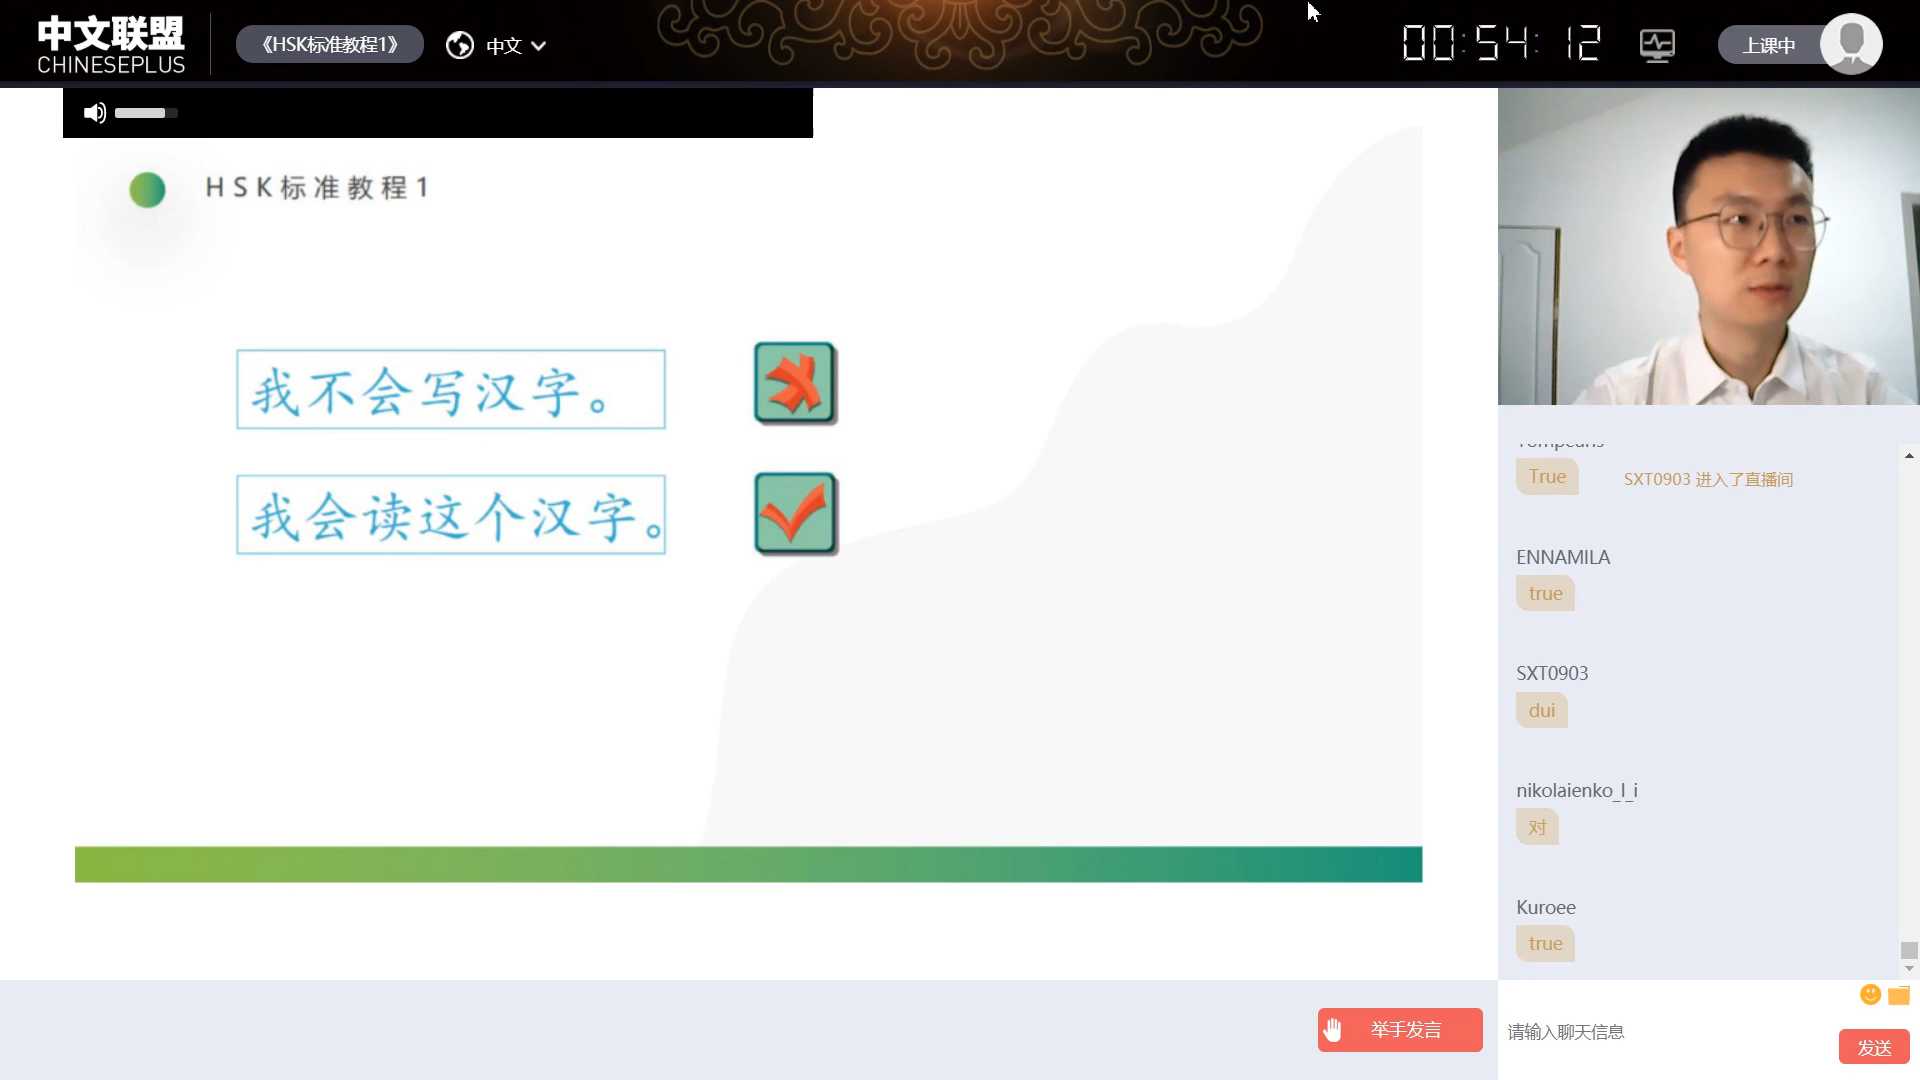 中文联盟
CHINESEPLUS
《HSK标准教程1》
中文
00:54:12
上课中
HSK标准教程1
我不会写汉字。
我会读这个汉字。
True
SXT0903 进入了直播间
ENNAMILA
true
SXT0903
dui
nikolaienko_l_i
对
Kuroee
true
举手发言
请输入聊天信息
发送